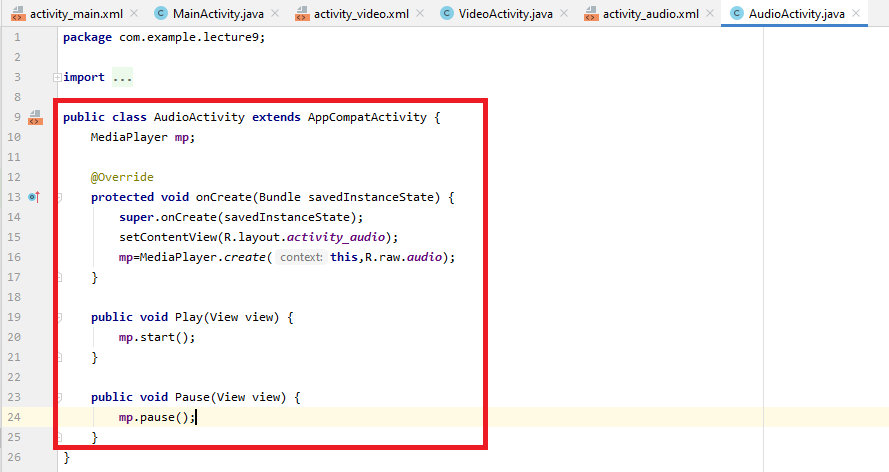 activity_main.xml MainActivity.java activity_video.xml VideoActivity.java activity_audio.xml AudioActivity.java
1 package com.example.lecture9;
2
3 import ...
8
9 public class AudioActivity extends AppCompatActivity {
10 MediaPlayer mp;
11
12 @Override
13 protected void onCreate(Bundle savedInstanceState) {
14 super.onCreate(savedInstanceState);
15 setContentView(R.layout.activity_audio);
16 mp=MediaPlayer.create( context: this,R.raw.audio);
17 }
18
19 public void Play(View view) {
20 mp.start();
21 }
22
23 public void Pause(View view) {
24 mp.pause();
25 }
26 }